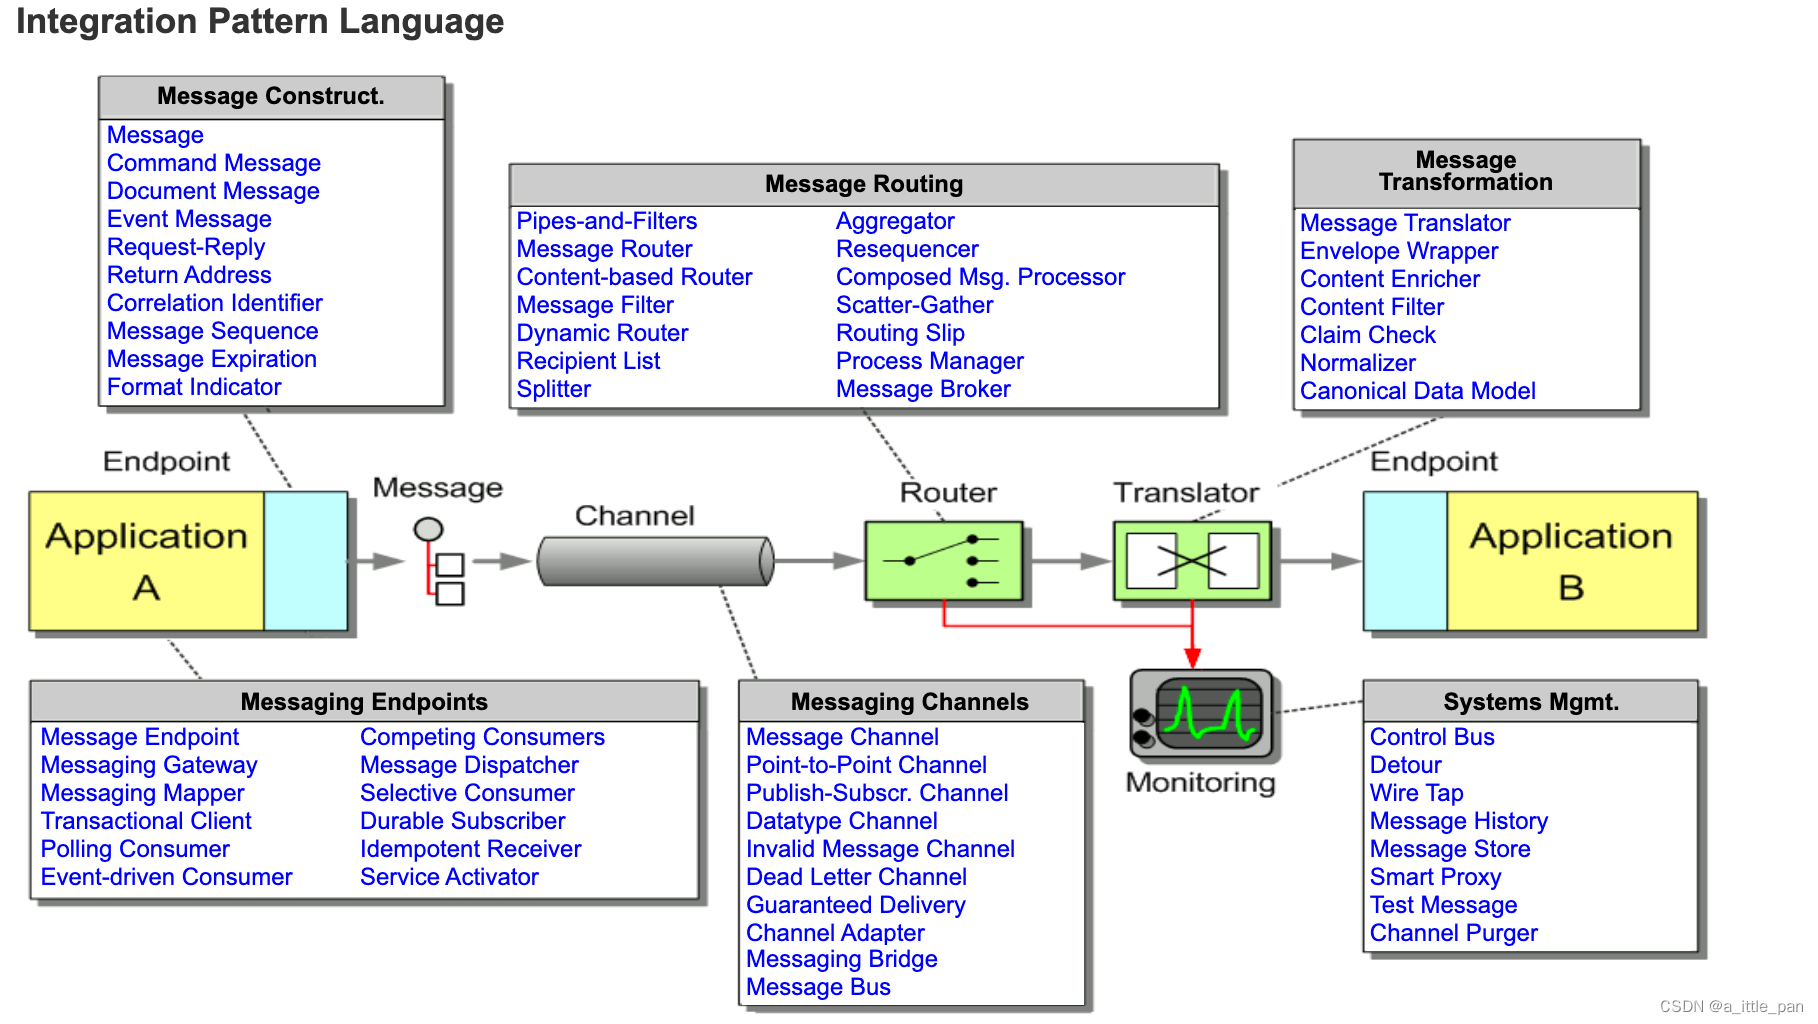 Integration Pattern Language
Message Construct.
Message
Command Message
Document Message
Event Message
Request-Reply
Return Address
Correlation Identifier
Message Sequence
Message Expiration
Format Indicator
Message Routing
Pipes-and-Filters
Message Router
Content-based Router
Message Filter
Dynamic Router
Recipient List
Splitter
Aggregator
Resequencer
Composed Msg. Processor
Scatter-Gather
Routing Slip
Process Manager
Message Broker
Message
Transformation
Message Translator
Envelope Wrapper
Content Enricher
Content Filter
Claim Check
Normalizer
Canonical Data Model
Endpoint
Application
A
Message
Channel
Router
Translator
Endpoint
Application
B
Monitoring
Messaging Endpoints
Message Endpoint
Messaging Gateway
Messaging Mapper
Transactional Client
Polling Consumer
Event-driven Consumer
Competing Consumers
Message Dispatcher
Selective Consumer
Durable Subscriber
Idempotent Receiver
Service Activator
Messaging Channels
Message Channel
Point-to-Point Channel
Publish-Subscr. Channel
Datatype Channel
Invalid Message Channel
Dead Letter Channel
Guaranteed Delivery
Channel Adapter
Messaging Bridge
Message Bus
Systems Mgmt.
Control Bus
Detour
Wire Tap
Message History
Message Store
Smart Proxy
Test Message
Channel Purger
CSDN @a_ittle_pan